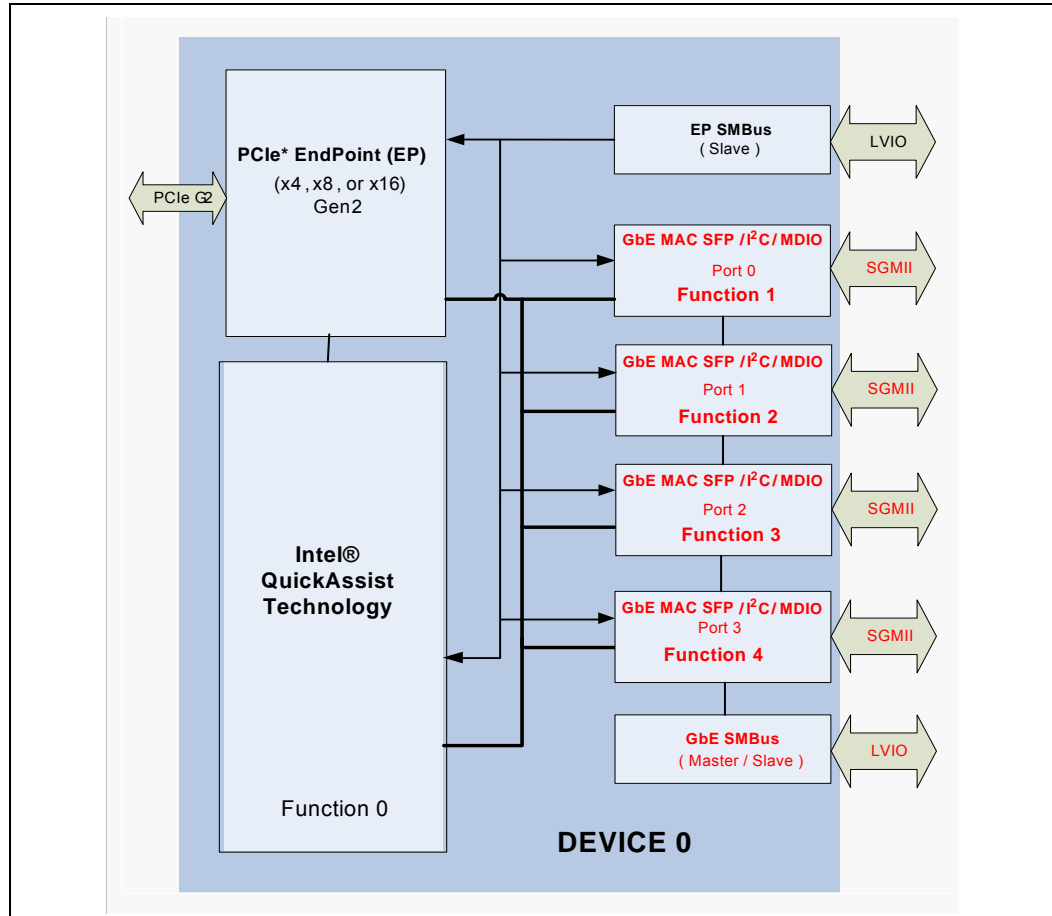 PCIe* EndPoint (EP)
(x4, x8, or x16)
Gen2
PCIe G2
EP SMBus
( Slave )
LVIO
GbE MAC SFP /I²C/MDIO
Port 0
Function 1
SGMII
GbE MAC SFP /I²C/MDIO
Port 1
Function 2
SGMII
GbE MAC SFP /I²C/MDIO
Port 2
Function 3
SGMII
GbE MAC SFP /I²C/MDIO
Port 3
Function 4
SGMII
Intel®
QuickAssist
Technology
Function 0
GbE SMBus
( Master / Slave )
LVIO
DEVICE 0